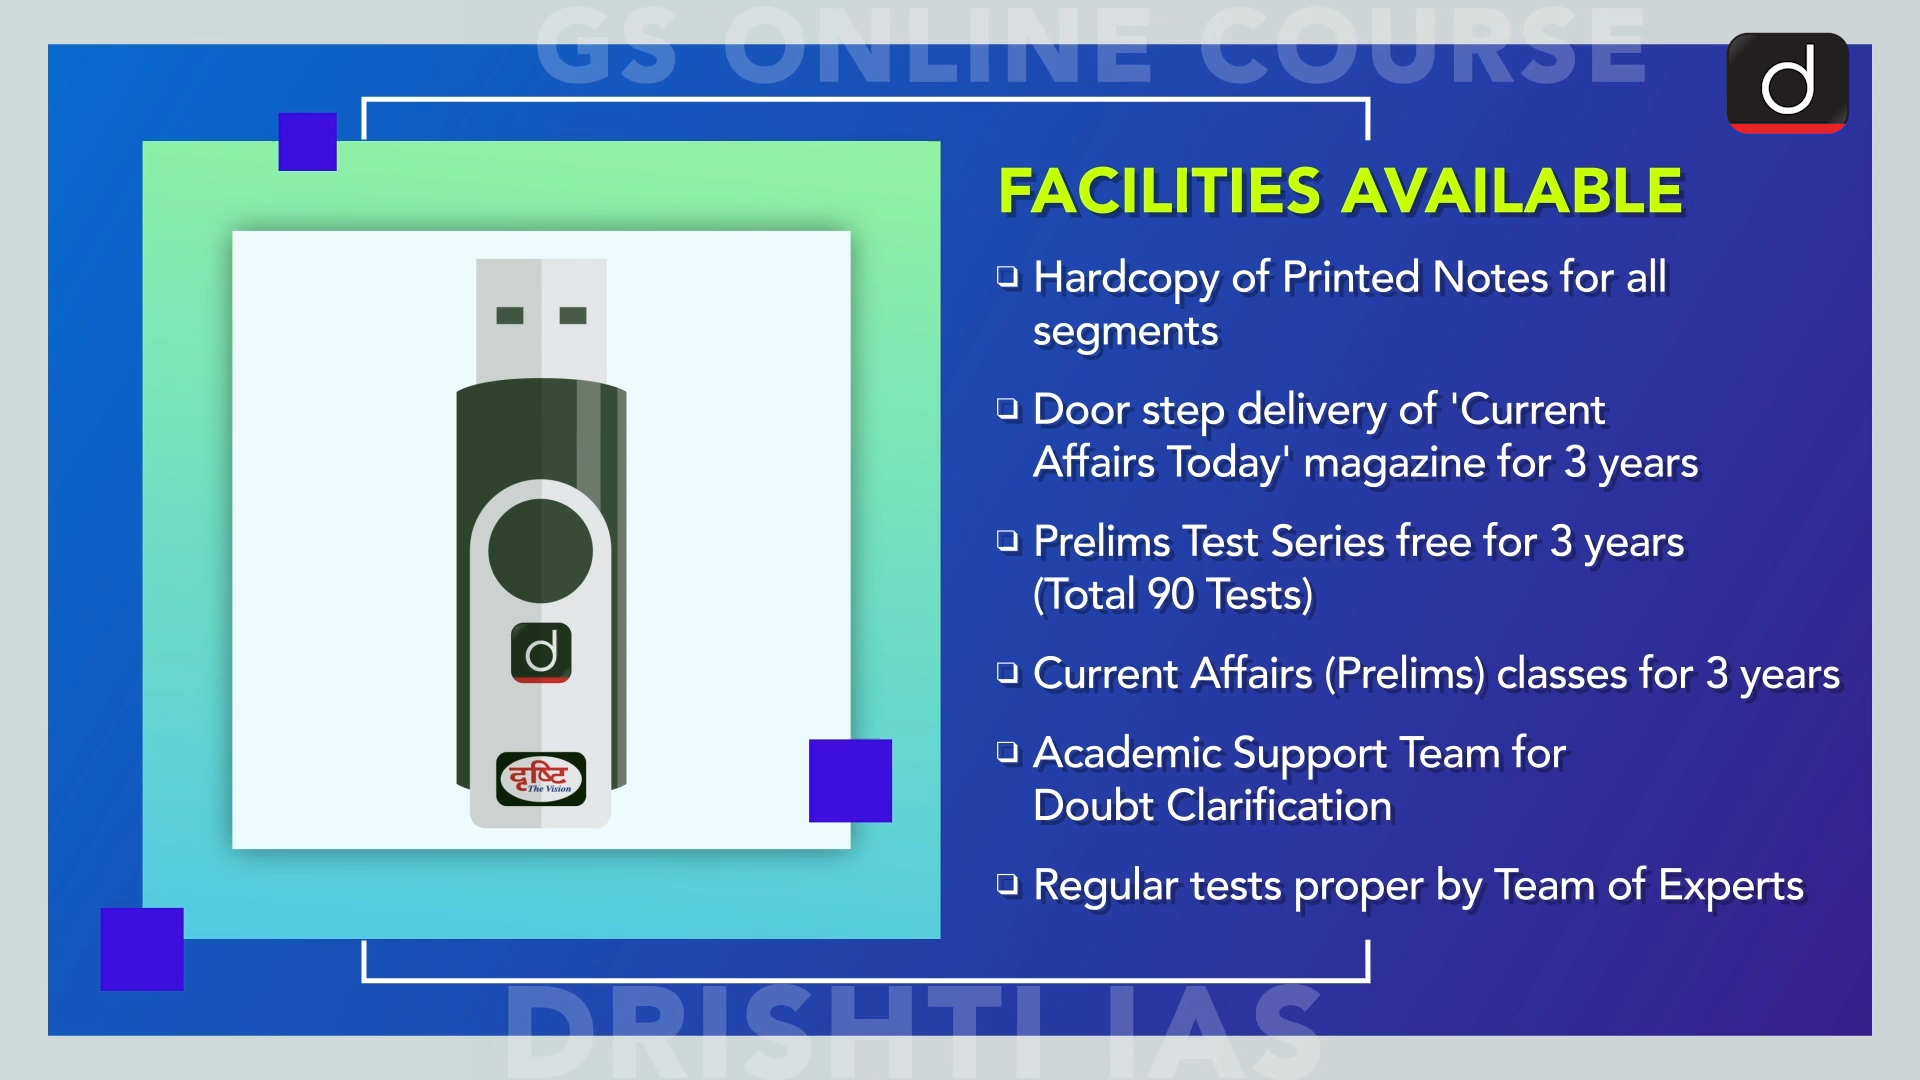 GS ONLINE COURSE
d
FACILITIES AVAILABLE
❏ Hardcopy of Printed Notes for all
segments
❏ Door step delivery of 'Current
Affairs Today' magazine for 3 years
❏ Prelims Test Series free for 3 years
(Total 90 Tests)
❏ Current Affairs (Prelims) classes for 3 years
❏ Academic Support Team for
Doubt Clarification
❏ Regular tests proper by Team of Experts
d
दृष्टि
The Vision
DRISHTI IAS